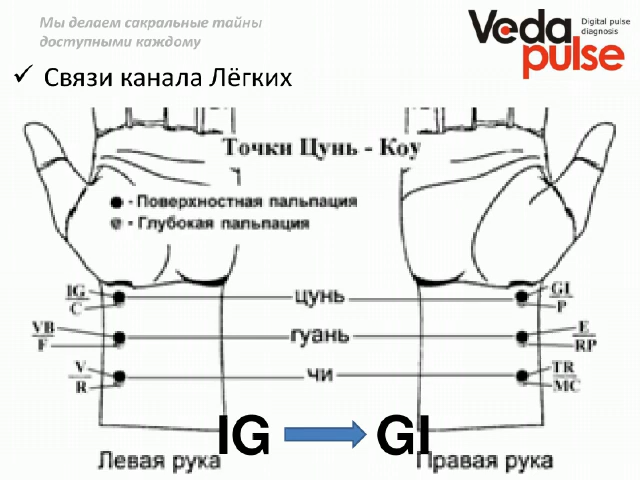 Мы делаем сакральные тайны
доступными каждому
Veda
pulse
Digital pulse
diagnosis
✓ Связи канала Лёгких
Точки Цунь - Коу
- Поверхностная пальпация
- Глубокая пальпация
IG
C
цунь
GI
P
VB
F
гуань
E
RP
V
R
чи
TR
MC
IG GI
Левая рука Правая рука